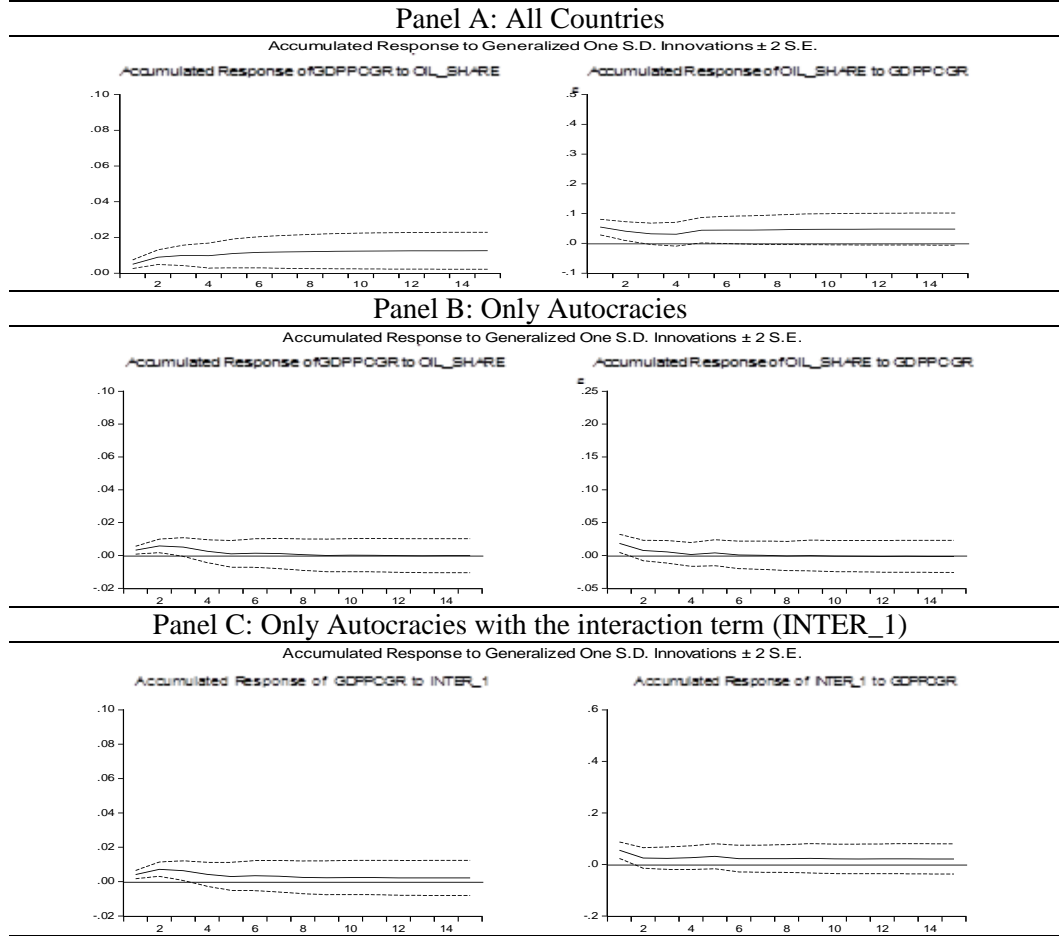 Panel A: All Countries
Accumulated Response to Generalized One S.D. Innovations ± 2 S.E.
Accumulated Response of GDPPCGR to OIL_SHARE
Accumulated Response of OIL_SHARE to GDPPCGR
.10
.08
.06
.04
.02
.00
2 4 6 8 10 12 14
.5
.4
.3
.2
.1
.0
-.1
2 4 6 8 10 12 14
Panel B: Only Autocracies
Accumulated Response to Generalized One S.D. Innovations ± 2 S.E.
Accumulated Response of GDPPCGR to OIL_SHARE
Accumulated Response of OIL_SHARE to GDPPCGR
.10
.08
.06
.04
.02
.00
-.02
2 4 6 8 10 12 14
.25
.20
.15
.10
.05
.00
-.05
2 4 6 8 10 12 14
Panel C: Only Autocracies with the interaction term (INTER_1)
Accumulated Response to Generalized One S.D. Innovations ± 2 S.E.
Accumulated Response of GDPPCGR to INTER_1
Accumulated Response of INTER_1 to GDPPCGR
.10
.08
.06
.04
.02
.00
-.02
2 4 6 8 10 12 14
.6
.4
.2
.0
-.2
2 4 6 8 10 12 14